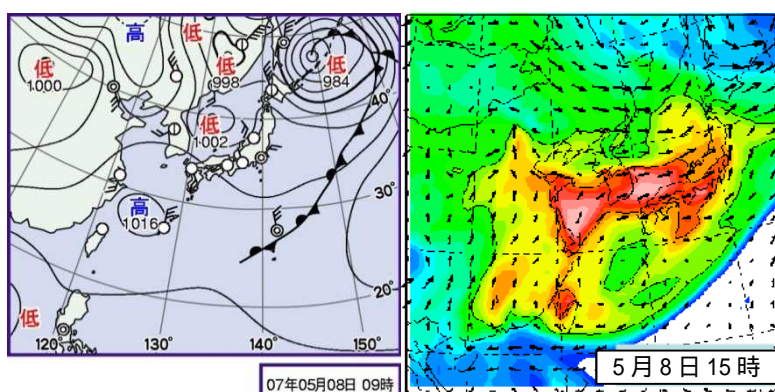 高
低
低
1000
低
998
低
984
40°
低
1002
30°
高
1016
20°
低
120°
130°
140°
150°
07年05月08日 09時
5月8日15時